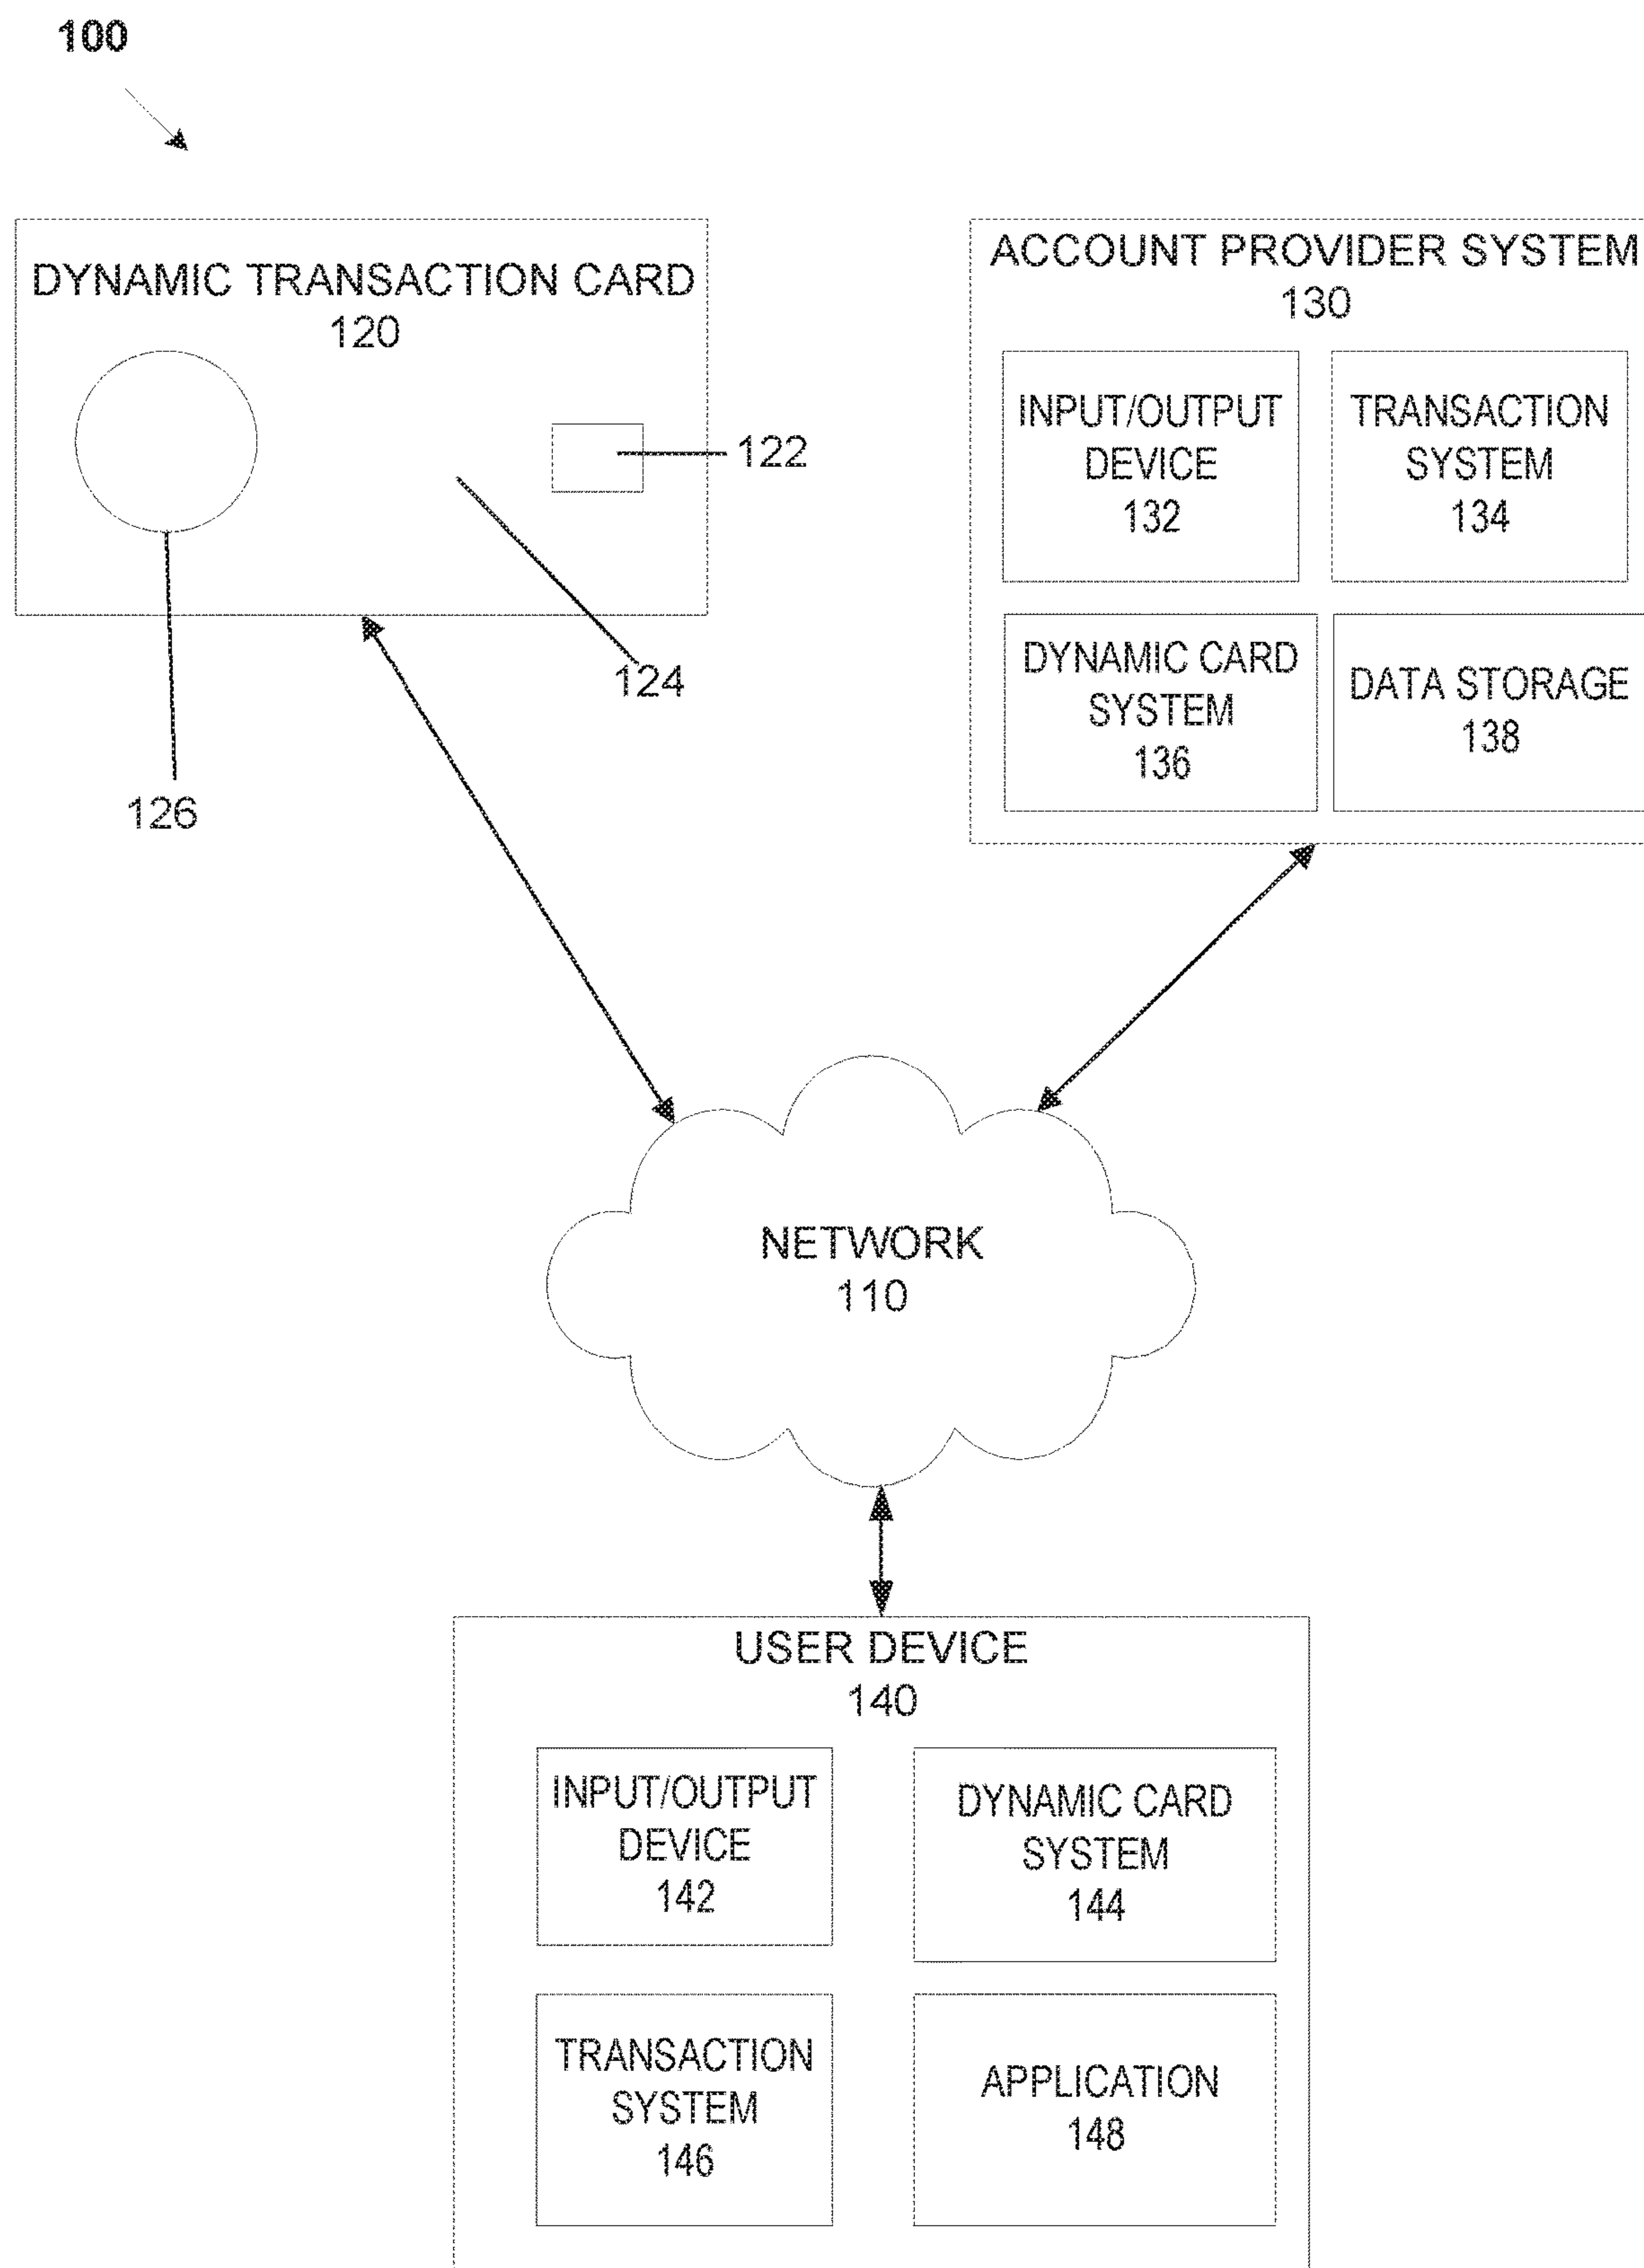 100
DYNAMIC TRANSACTION CARD
120
122
124
126
ACCOUNT PROVIDER SYSTEM
130
INPUT/OUTPUT
DEVICE
132
TRANSACTION
SYSTEM
134
DYNAMIC CARD
SYSTEM
136
DATA STORAGE
138
NETWORK
110
USER DEVICE
140
INPUT/OUTPUT
DEVICE
142
DYNAMIC CARD
SYSTEM
144
TRANSACTION
SYSTEM
146
APPLICATION
148